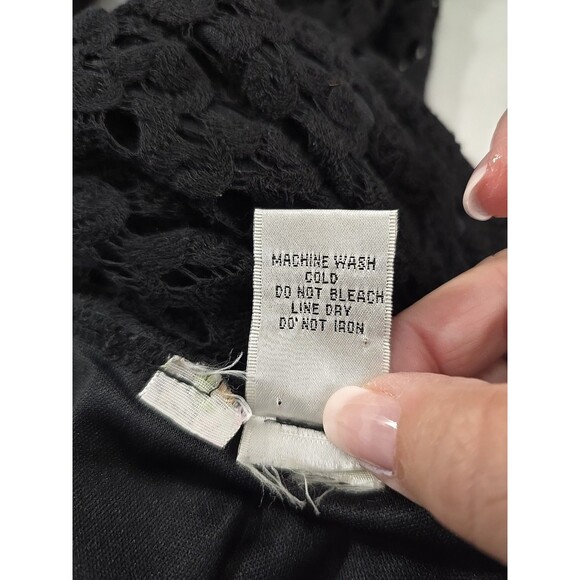 MACHINE WASH
COLD
DO NOT BLEACH
LINE DRY
DO NOT IRON